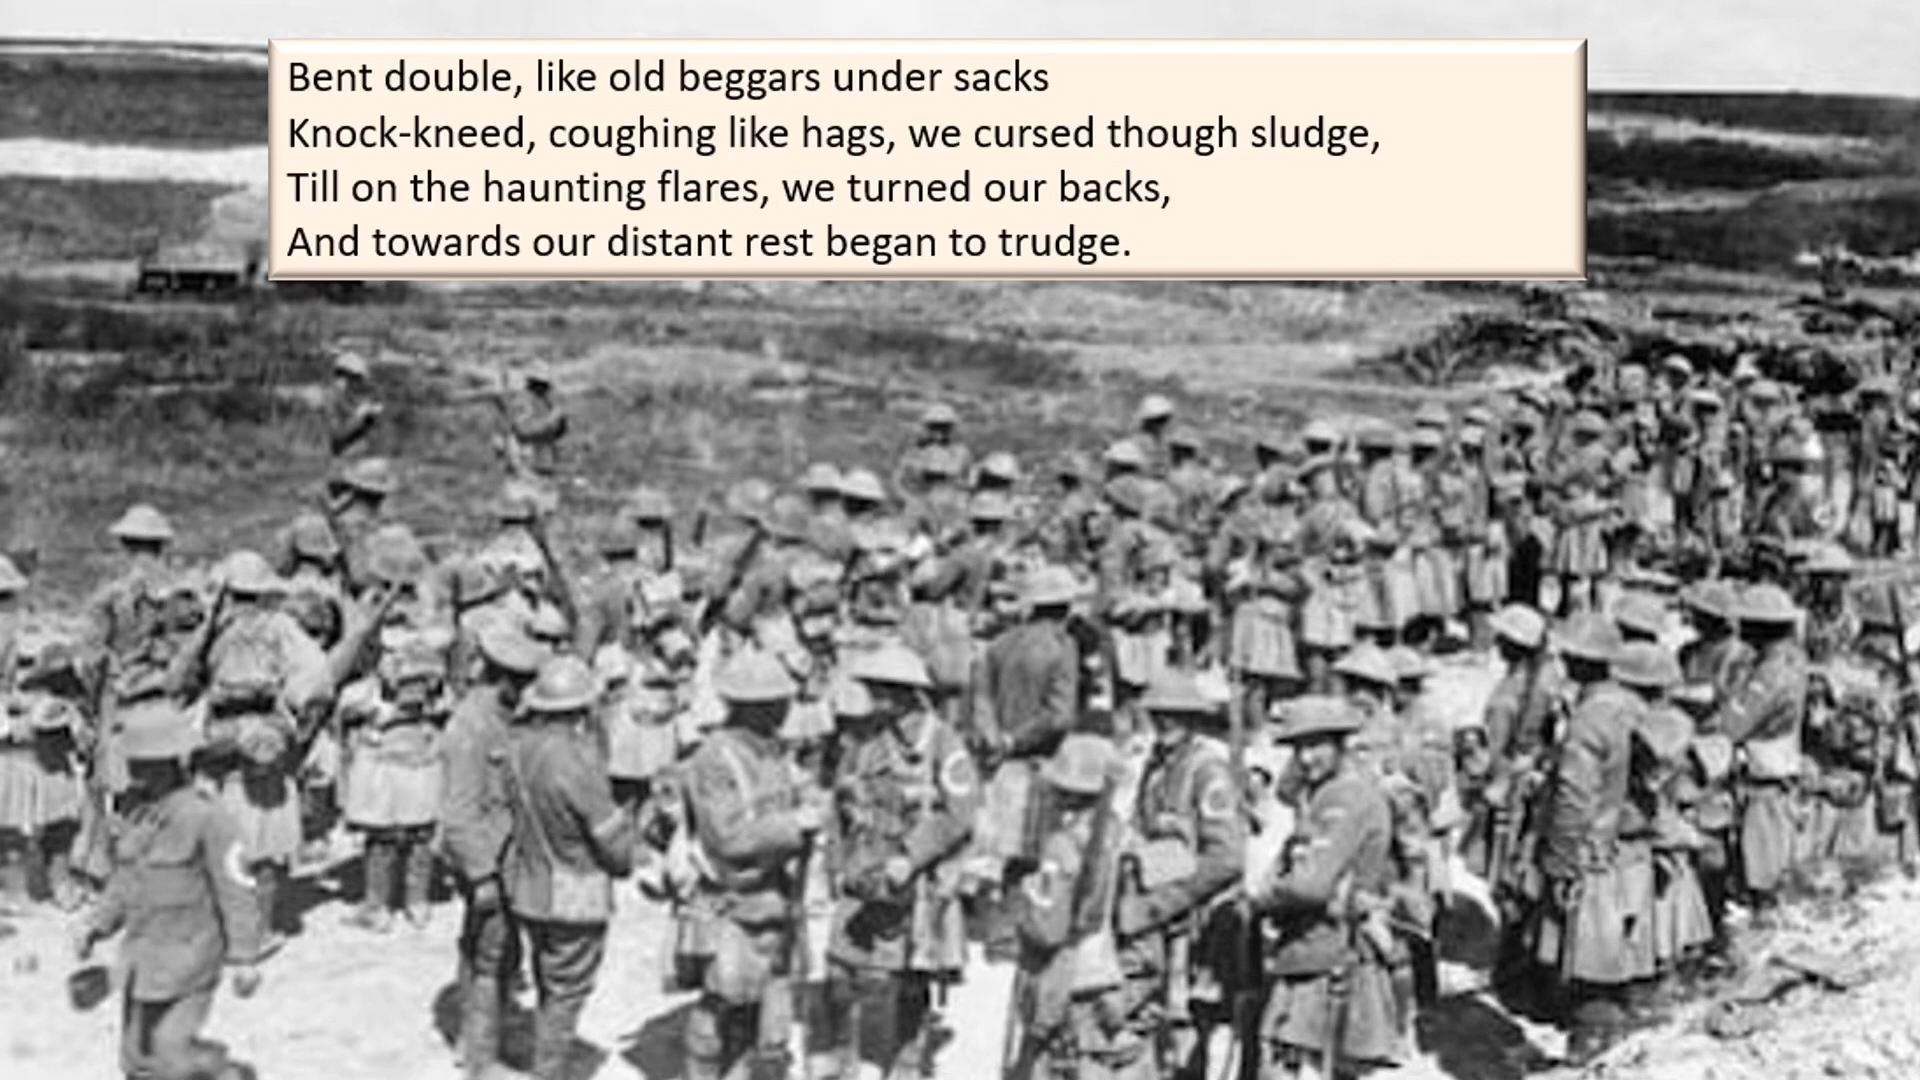 Bent double, like old beggars under sacks
Knock-kneed, coughing like hags, we cursed though sludge,
Till on the haunting flares, we turned our backs,
And towards our distant rest began to trudge.